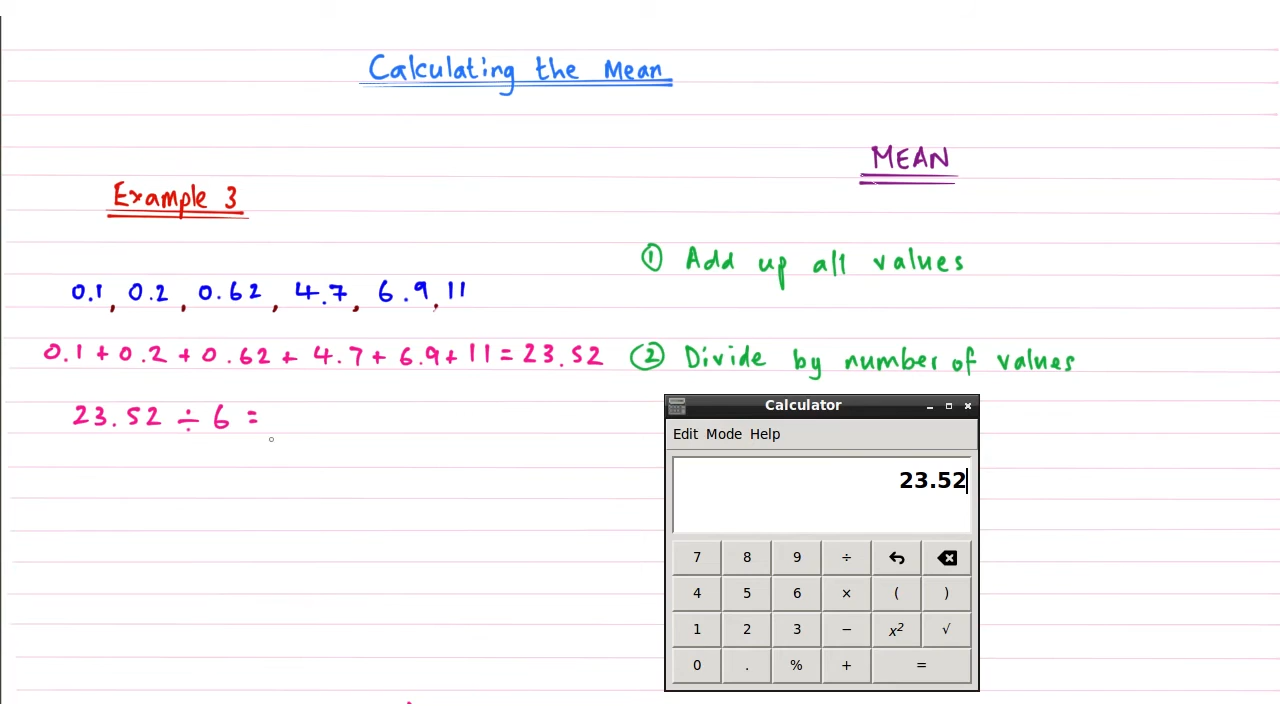 Calculating the Mean
MEAN
Example 3
① Add up all values
0.1, 0.2, 0.62, 4.7, 6.9, 11
0.1 + 0.2 + 0.62 + 4.7 + 6.9 + 11 = 23.52
② Divide by number of values
23.52 ÷ 6 =
Calculator
Edit Mode Help
23.52
7 8 9 ÷
4 5 6 × ( )
1 2 3 − x² √
0 . % + =